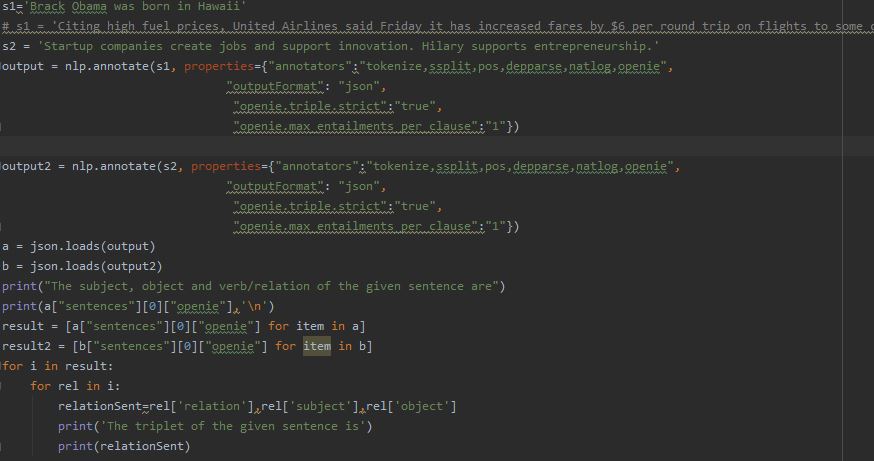 s1='Brack Obama was born in Hawaii'
# s1 = 'Citing high fuel prices, United Airlines said Friday it has increased fares by $6 per round trip on flights to some
s2 = 'Startup companies create jobs and support innovation. Hilary supports entrepreneurship.'
output = nlp.annotate(s1, properties={"annotators":"tokenize,ssplit,pos,depparse,natlog,openie",
"outputFormat": "json",
"openie.triple.strict":"true",
"openie.max_entailments_per_clause":"1"})
output2 = nlp.annotate(s2, properties={"annotators":"tokenize,ssplit,pos,depparse,natlog,openie",
"outputFormat": "json",
"openie.triple.strict":"true",
"openie.max_entailments_per_clause":"1"})
a = json.loads(output)
b = json.loads(output2)
print("The subject, object and verb/relation of the given sentence are")
print(a["sentences"][0]["openie"],'\n')
result = [a["sentences"][0]["openie"] for item in a]
result2 = [b["sentences"][0]["openie"] for item in b]
for i in result:
for rel in i:
relationSent=rel['relation'],rel['subject'],rel['object']
print('The triplet of the given sentence is')
print(relationSent)